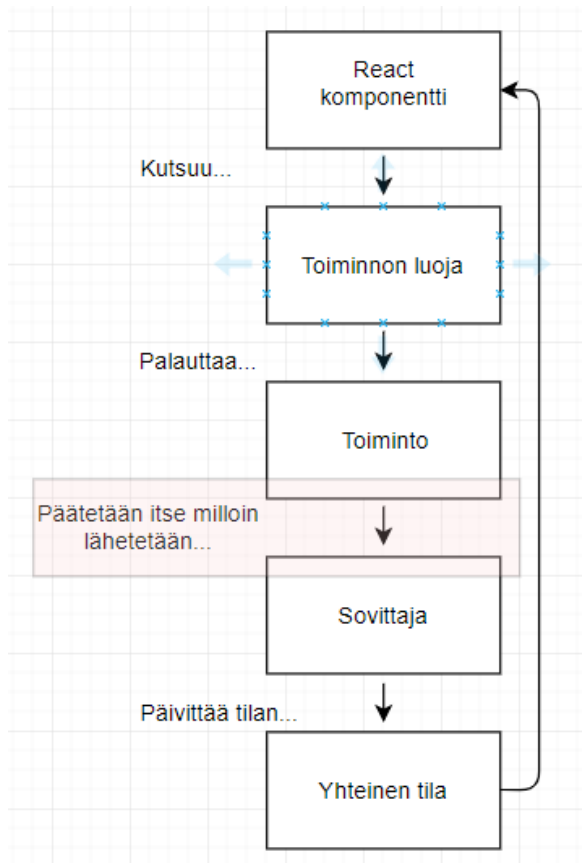 React
komponentti
Kutsuu...
Toiminnon luoja
Palauttaa...
Toiminto
Päätetään itse milloin
lähetetään...
Sovittaja
Päivittää tilan...
Yhteinen tila